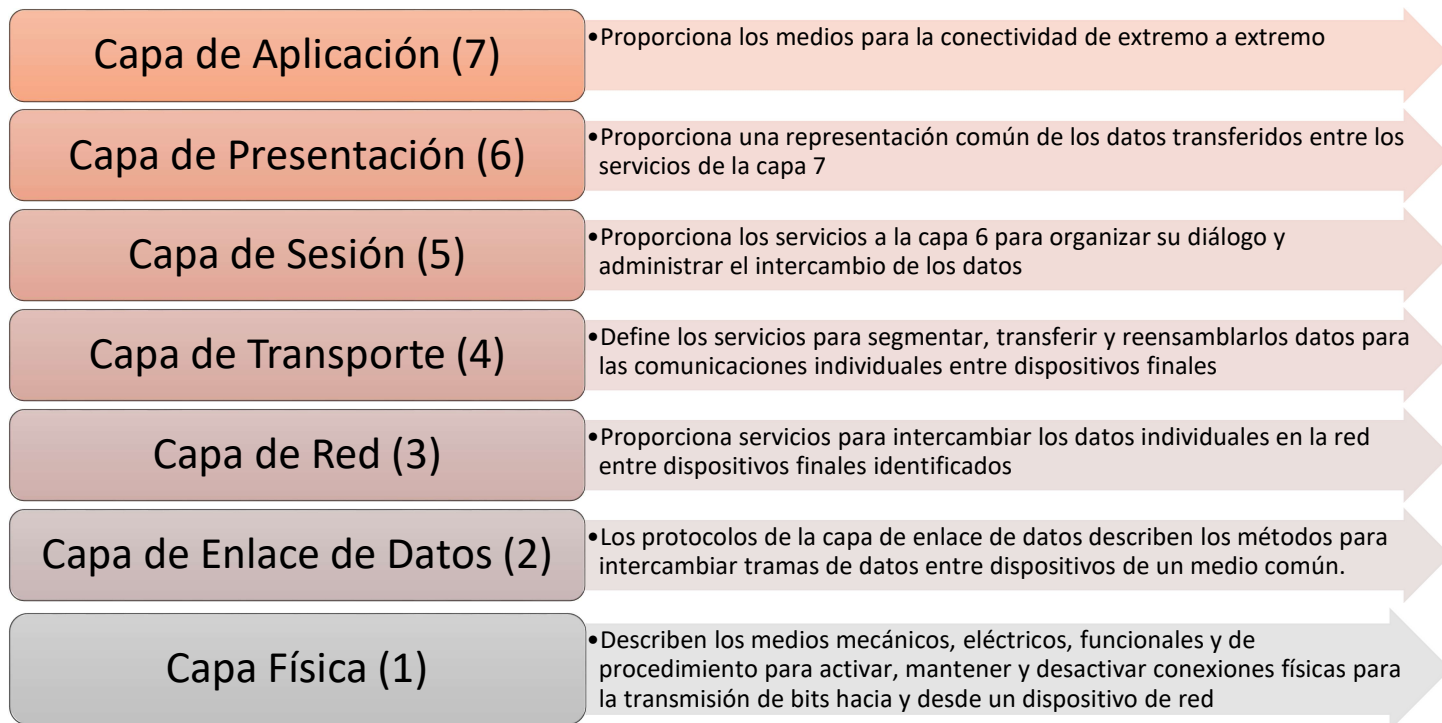 Capa de Aplicación (7)
•Proporciona los medios para la conectividad de extremo a extremo
Capa de Presentación (6)
•Proporciona una representación común de los datos transferidos entre los
servicios de la capa 7
Capa de Sesión (5)
•Proporciona los servicios a la capa 6 para organizar su diálogo y
administrar el intercambio de los datos
Capa de Transporte (4)
•Define los servicios para segmentar, transferir y reensamblarlos datos para
las comunicaciones individuales entre dispositivos finales
Capa de Red (3)
•Proporciona servicios para intercambiar los datos individuales en la red
entre dispositivos finales identificados
Capa de Enlace de Datos (2)
•Los protocolos de la capa de enlace de datos describen los métodos para
intercambiar tramas de datos entre dispositivos de un medio común.
Capa Física (1)
•Describen los medios mecánicos, eléctricos, funcionales y de
procedimiento para activar, mantener y desactivar conexiones físicas para
la transmisión de bits hacia y desde un dispositivo de red